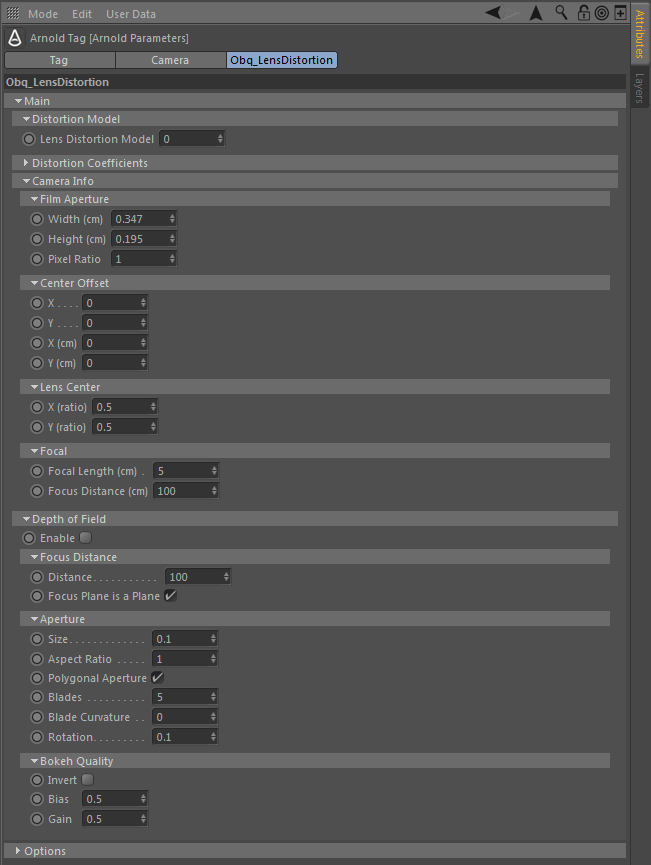 Mode Edit User Data
Arnold Tag [Arnold Parameters]
Tag Camera Obq_LensDistortion
Obq_LensDistortion
Main
Distortion Model
Lens Distortion Model 0
Distortion Coefficients
Camera Info
Film Aperture
Width (cm) 0.347
Height (cm) 0.195
Pixel Ratio 1
Center Offset
X . . . . 0
Y . . . . 0
X (cm) 0
Y (cm) 0
Lens Center
X (ratio) 0.5
Y (ratio) 0.5
Focal
Focal Length (cm) . 5
Focus Distance (cm) 100
Depth of Field
Enable
Focus Distance
Distance . . . . . . . . . . . 100
Focus Plane is a Plane
Aperture
Size . . . . . . . . . . . . . 0.1
Aspect Ratio . . . . . 1
Polygonal Aperture
Blades . . . . . . . . . . 5
Blade Curvature . . 0
Rotation . . . . . . . . . 0.1
Bokeh Quality
Invert
Bias 0.5
Gain 0.5
Options
Attributes
Layers